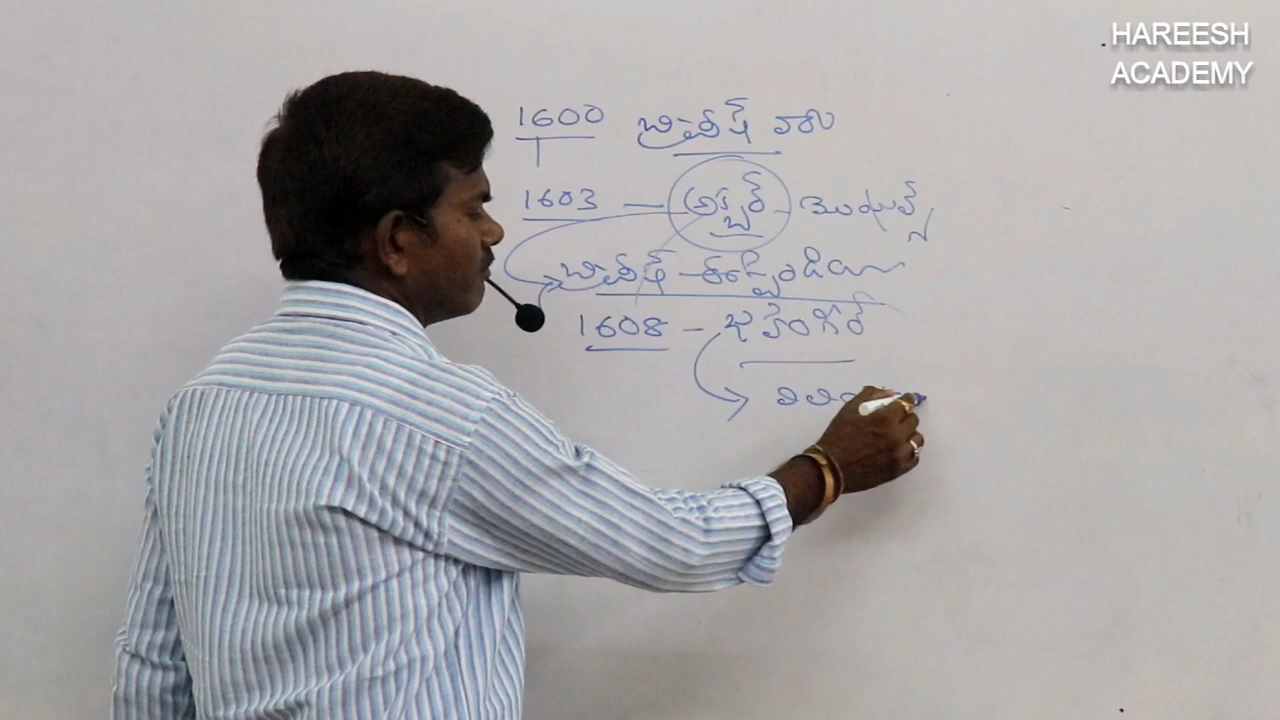 HAREESH
ACADEMY
1600 బ్రిటీష్ వారు
1603 — అక్బర్ - మొఘల్స్
బ్రిటీష్ ఈస్టిండియా
1608 - జహంగీర్